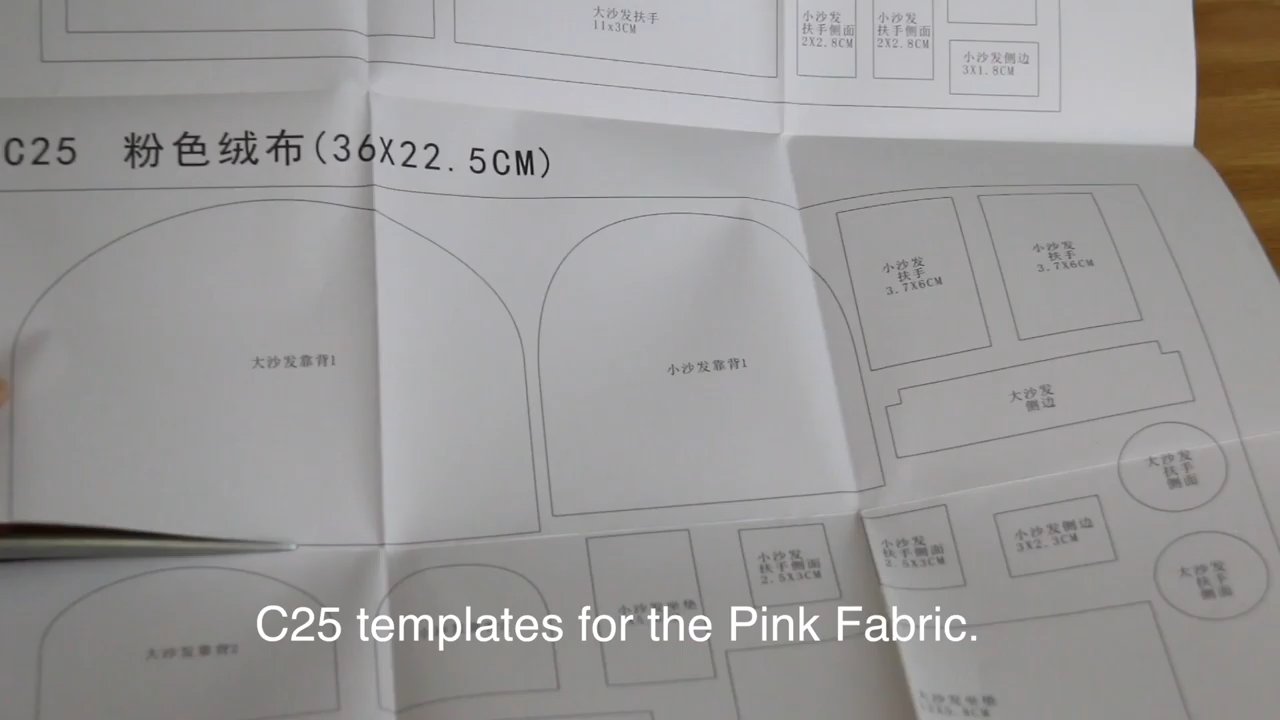 大沙发扶手
11x3CM
小沙发
扶手侧面
2X2.8CM
小沙发
扶手侧面
2X2.8CM
小沙发侧边
3X1.8CM
C25 粉色绒布(36X22.5CM)
大沙发靠背1
小沙发靠背1
小沙发
扶手
3.7X6CM
小沙发
扶手
3.7X6CM
大沙发
侧边
大沙发
扶手
侧面
小沙发
扶手侧面
2.5X3CM
小沙发
扶手侧面
2.5X3CM
小沙发侧边
3X2.3CM
大沙发
扶手
侧面
大沙发靠背2
小沙发坐垫
C25 templates for the Pink Fabric.
大沙发坐垫